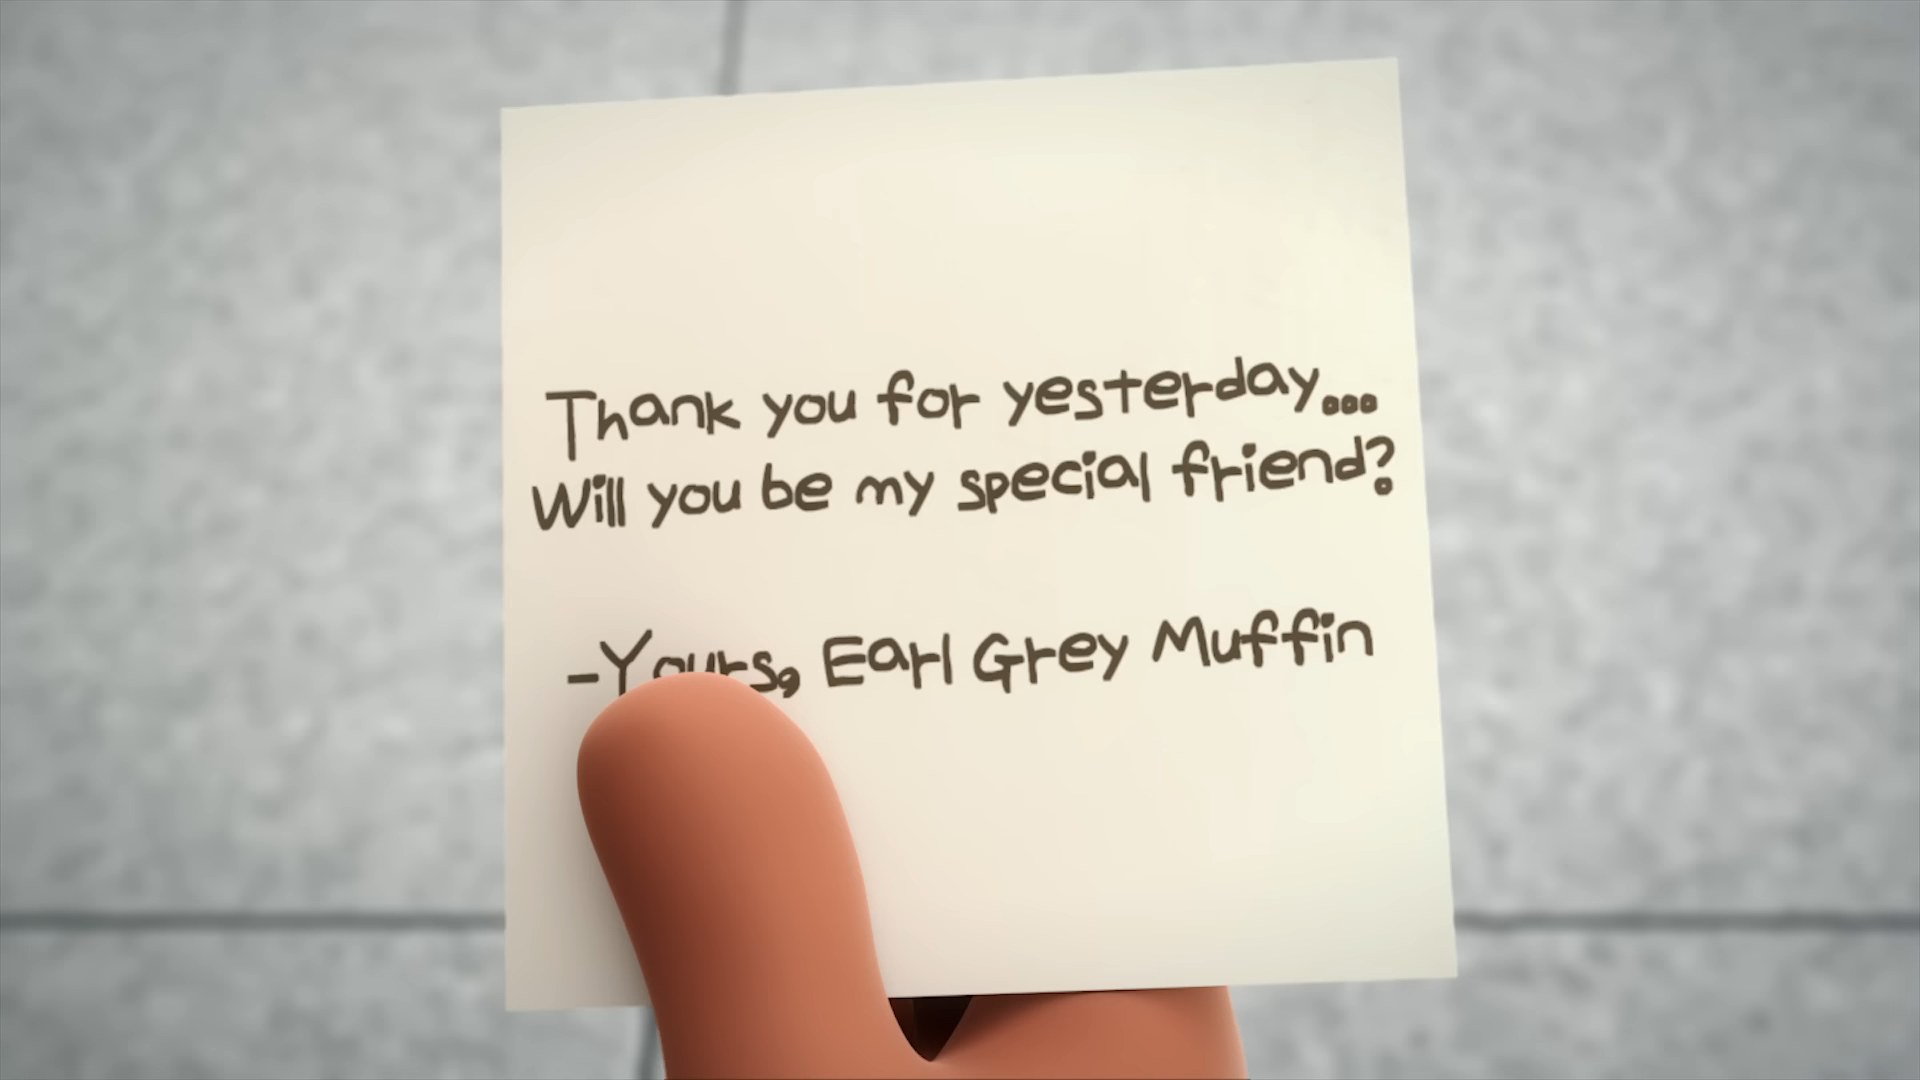 Thank you for yesterday...
Will you be my special friend?
-Yours, Earl Grey Muffin